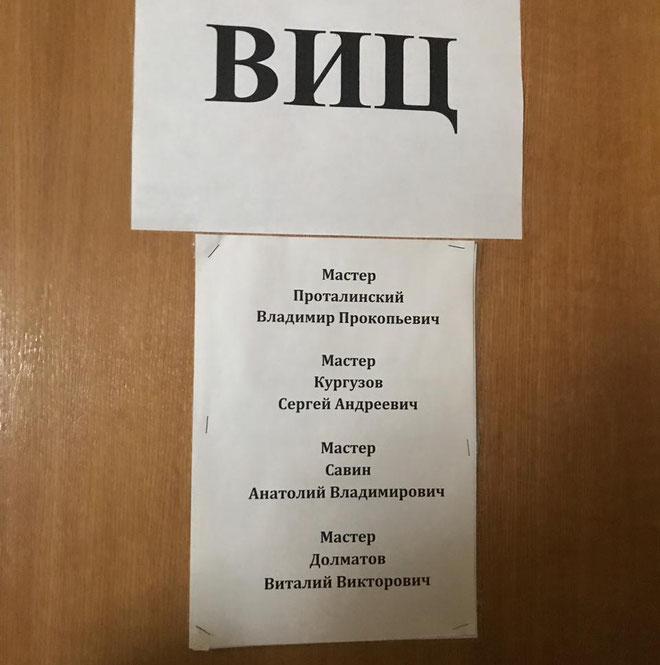 ВИЦ
Мастер
Проталинский
Владимир Прокопьевич
Мастер
Кургузов
Сергей Андреевич
Мастер
Савин
Анатолий Владимирович
Мастер
Долматов
Виталий Викторович